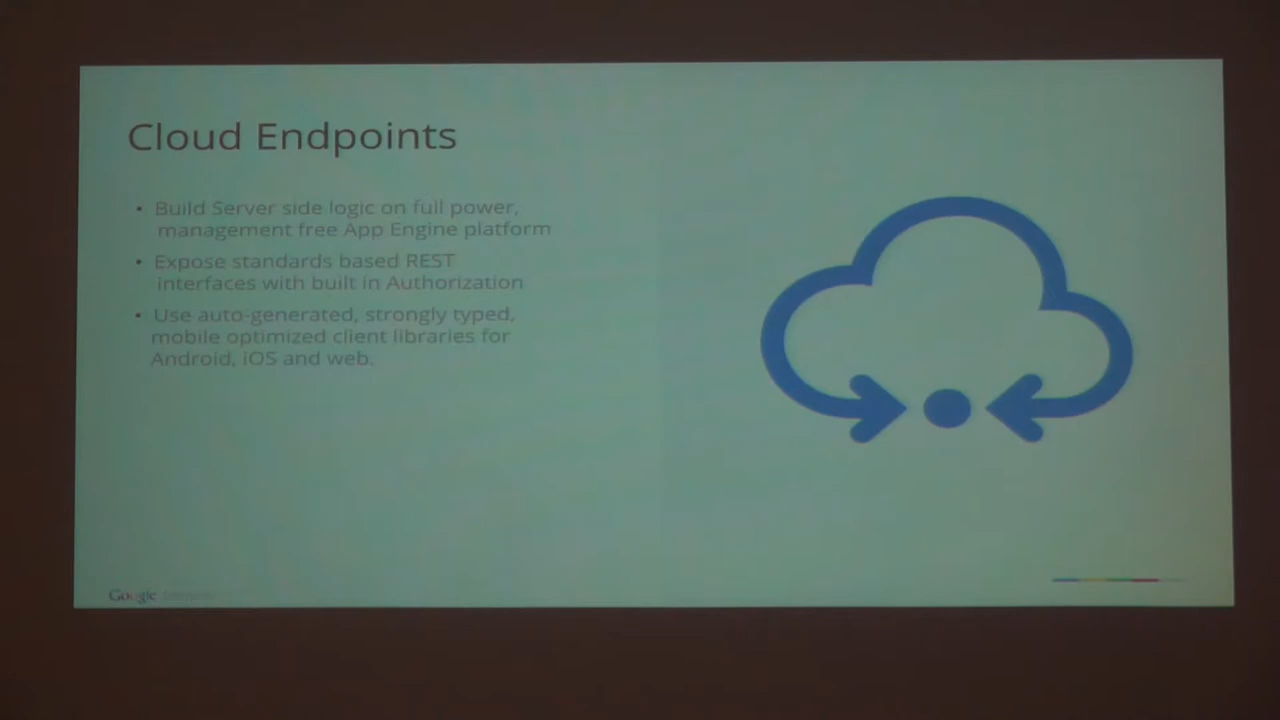 Cloud Endpoints
• Build Server side logic on full power,
management free App Engine platform
• Expose standards based REST
interfaces with built in Authorization
• Use auto-generated, strongly typed,
mobile optimized client libraries for
Android, iOS and web.
Google